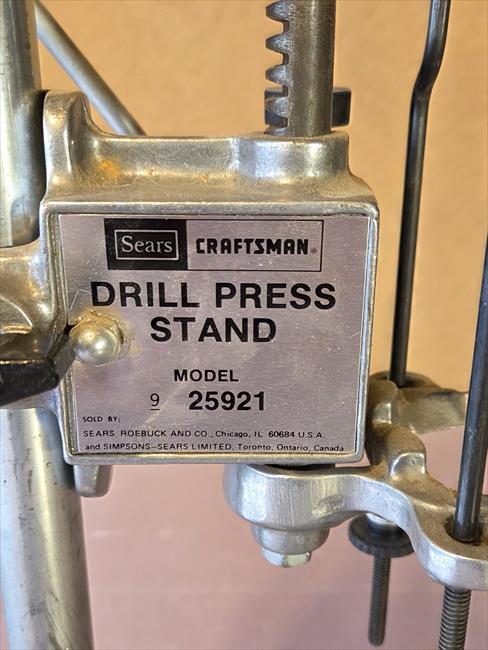 Sears CRAFTSMAN®
DRILL PRESS
STAND
MODEL
9 25921
SOLD BY:
SEARS, ROEBUCK AND CO., Chicago, IL 60684 U.S.A.
and SIMPSONS-SEARS LIMITED, Toronto, Ontario, Canada